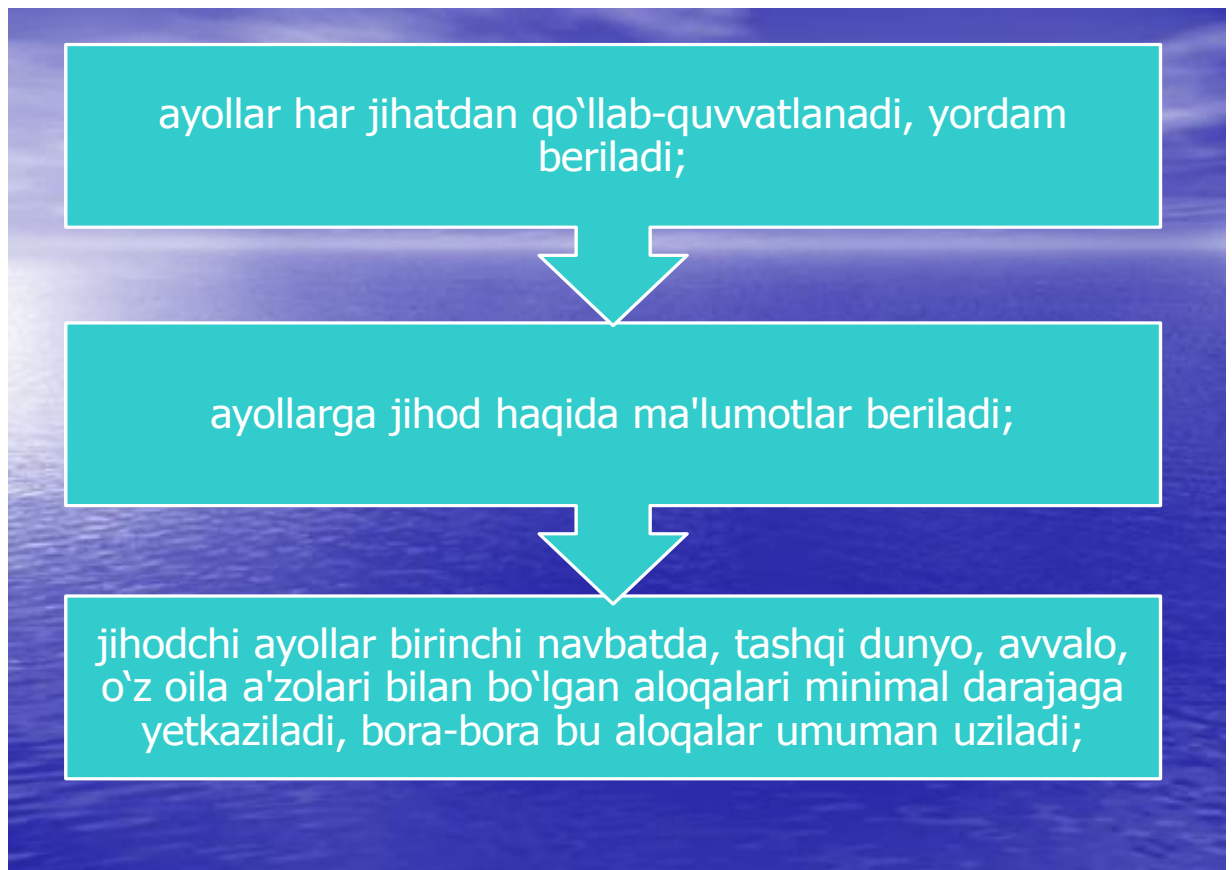 ayollar har jihatdan qo‘llab-quvvatlanadi, yordam
beriladi;
ayollarga jihod haqida ma'lumotlar beriladi;
jihodchi ayollar birinchi navbatda, tashqi dunyo, avvalo,
o‘z oila a'zolari bilan bo‘lgan aloqalari minimal darajaga
yetkaziladi, bora-bora bu aloqalar umuman uziladi;